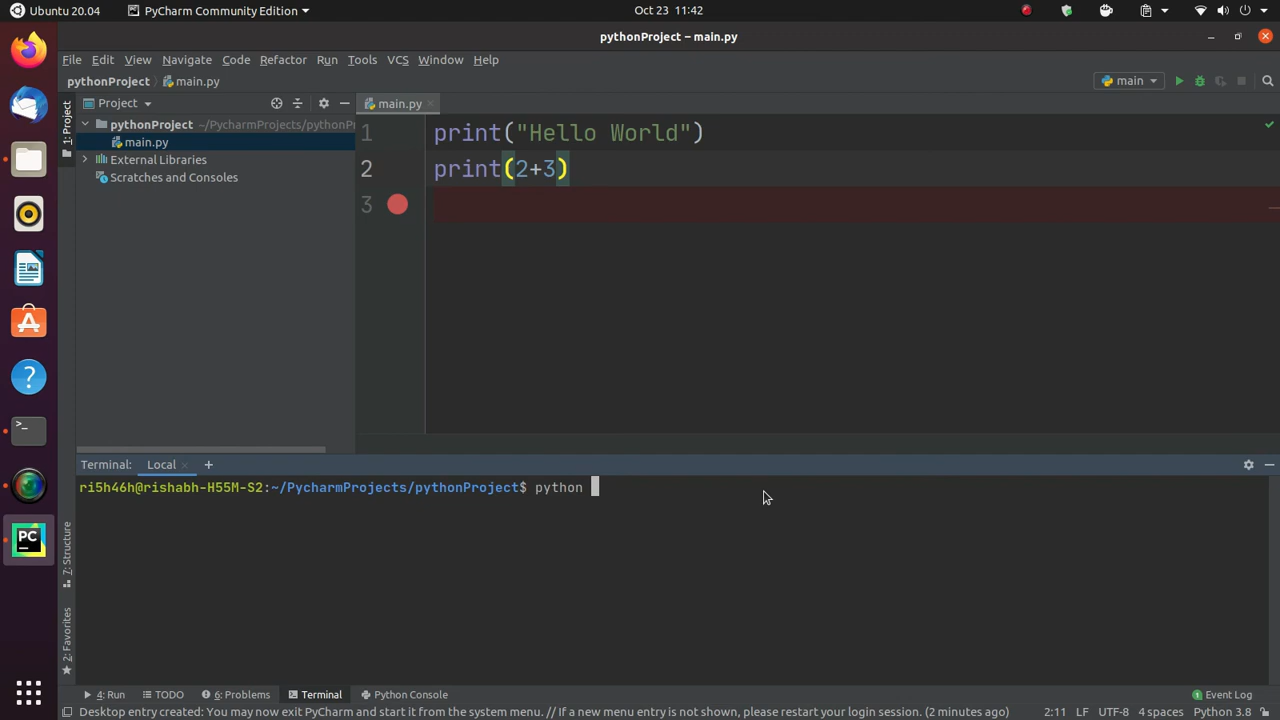 Ubuntu 20.04
PyCharm Community Edition
Oct 23 11:42
pythonProject – main.py
File Edit View Navigate Code Refactor Run Tools VCS Window Help
pythonProject
main.py
main
1: Project
Project
main.py
pythonProject ~/PycharmProjects/pythonP
main.py
External Libraries
Scratches and Consoles
1 print("Hello World")
2 print(2+3)
3
Terminal: Local +
ri5h46h@rishabh-H55M-S2:~/PycharmProjects/pythonProject$ python
7: Structure
2: Favorites
PC
4: Run TODO 6: Problems Terminal Python Console 1 Event Log
Desktop entry created: You may now exit PyCharm and start it from the system menu. // If a new menu entry is not shown, please restart your login session. (2 minutes ago) 2:11 LF UTF-8 4 spaces Python 3.8